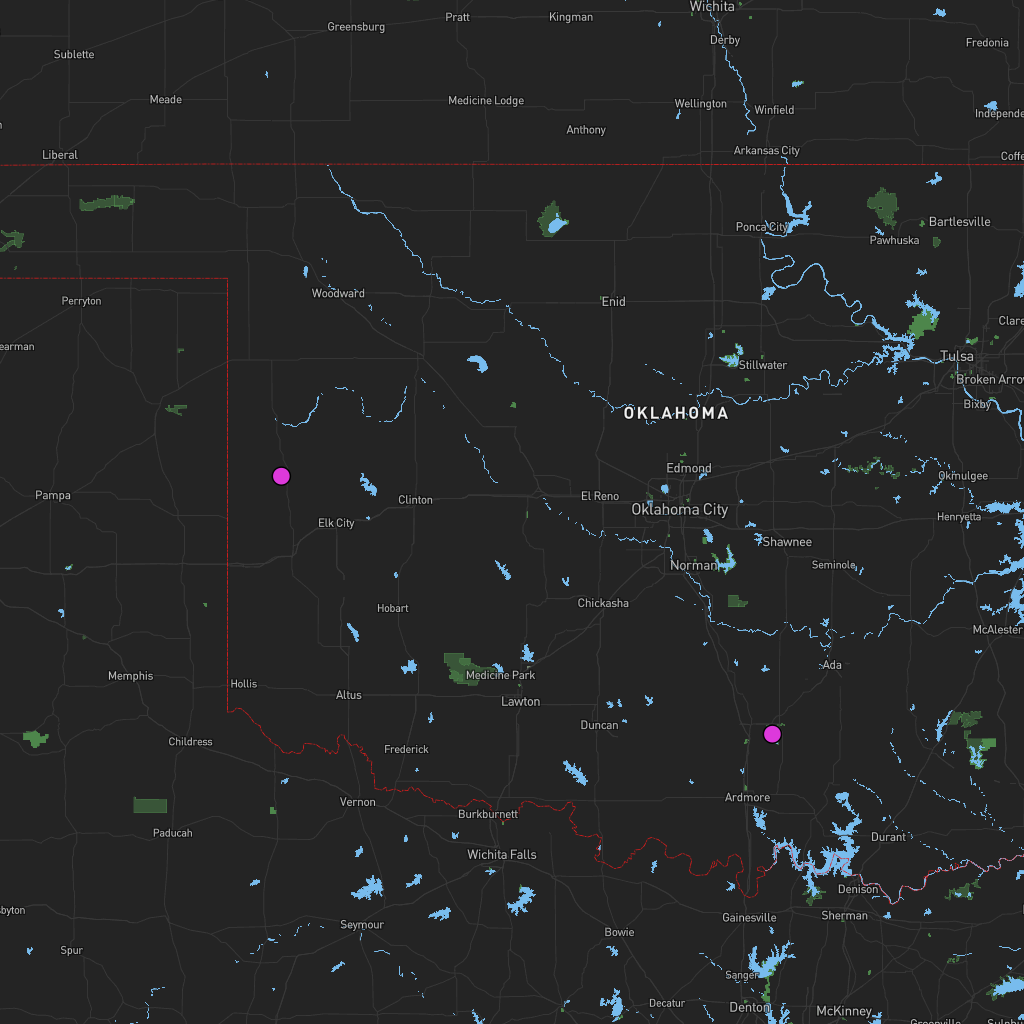 Wichita
Pratt
Kingman
Greensburg
Derby
Fredonia
Sublette
Meade
Medicine Lodge
Wellington
Winfield
Independe
Anthony
Liberal
Arkansas City
Coffe
Ponca City
Bartlesville
Pawhuska
Woodward
Perryton
Enid
Clare
earman
Tulsa
Stillwater
Broken Arrow
Bixby
OKLAHOMA
Edmond
Okmulgee
Pampa
Clinton
El Reno
Oklahoma City
Henryetta
Elk City
Shawnee
Norman
Seminole
Hobart
Chickasha
McAlester
Ada
Memphis
Hollis
Medicine Park
Altus
Lawton
Duncan
Childress
Frederick
Ardmore
Vernon
Burkburnett
Paducah
Durant
Wichita Falls
Denison
sbyton
Gainesville
Sherman
Seymour
Bowie
Spur
Sanger
Decatur
Denton
McKinney
Greenville
Sulphu